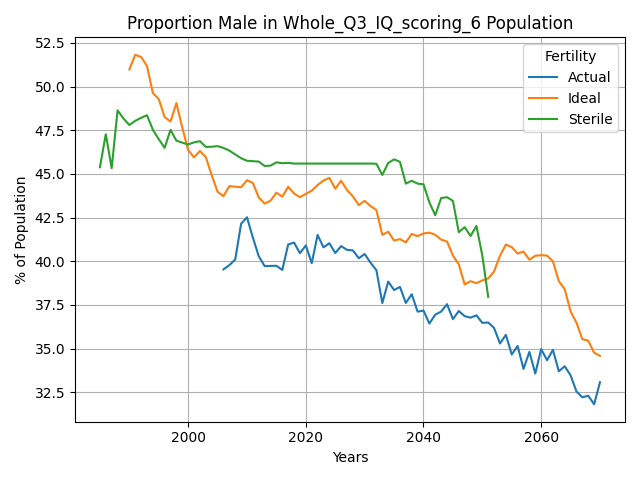 Proportion Male in Whole_Q3_IQ_scoring_6 Population
52.5
50.0
47.5
45.0
42.5
40.0
37.5
35.0
32.5
% of Population
Fertility
Actual
Ideal
Sterile
2000
2020
2040
2060
Years